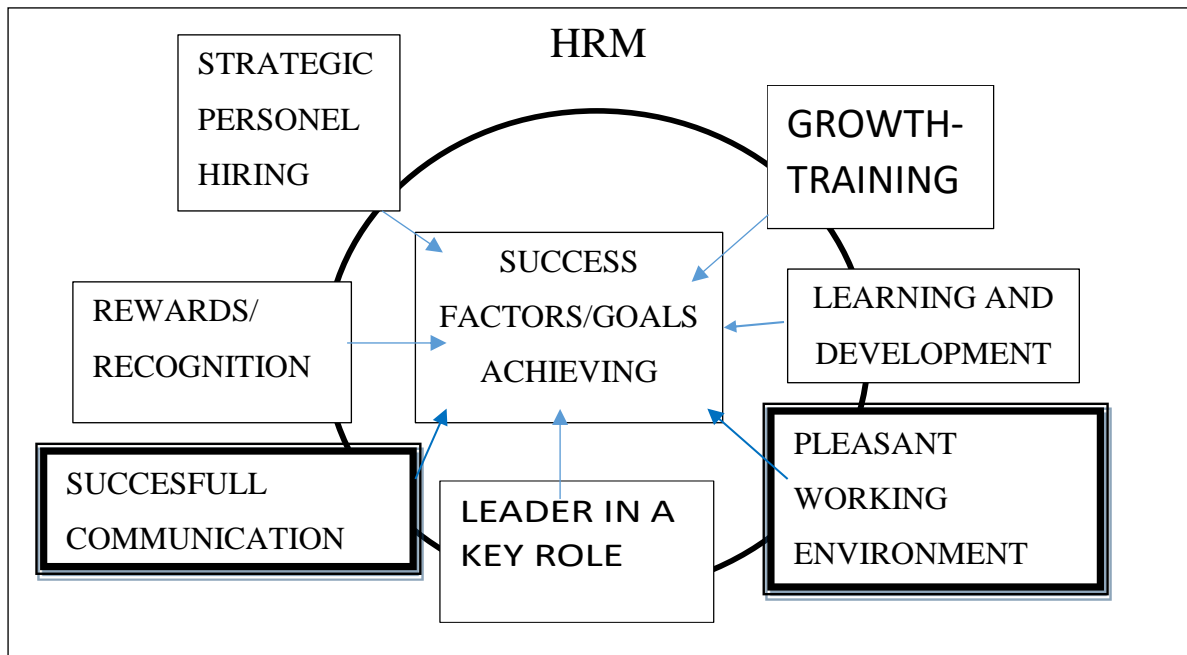 HRM
STRATEGIC
PERSONEL
HIRING
GROWTH-
TRAINING
SUCCESS
FACTORS/GOALS
ACHIEVING
REWARDS/
RECOGNITION
LEARNING AND
DEVELOPMENT
SUCCESFULL
COMMUNICATION
LEADER IN A
KEY ROLE
PLEASANT
WORKING
ENVIRONMENT